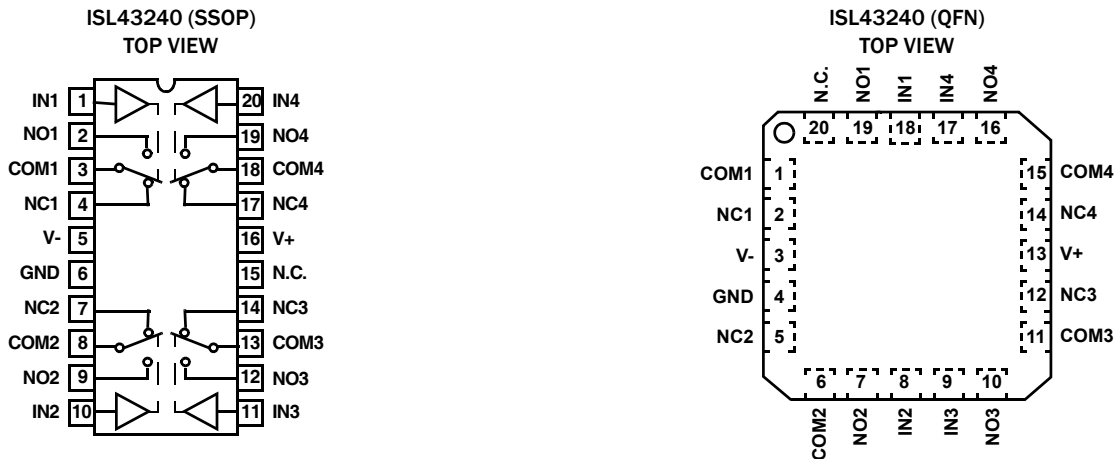 ISL43240 (SSOP)
TOP VIEW
IN1 1 20 IN4
NO1 2 19 NO4
COM1 3 18 COM4
NC1 4 17 NC4
V- 5 16 V+
GND 6 15 N.C.
NC2 7 14 NC3
COM2 8 13 COM3
NO2 9 12 NO3
IN2 10 11 IN3
ISL43240 (QFN)
TOP VIEW
N.C. NO1 IN1 IN4 NO4
20 19 18 17 16
COM1 1 15 COM4
NC1 2 14 NC4
V- 3 13 V+
GND 4 12 NC3
NC2 5 11 COM3
6 7 8 9 10
COM2 NO2 IN2 IN3 NO3